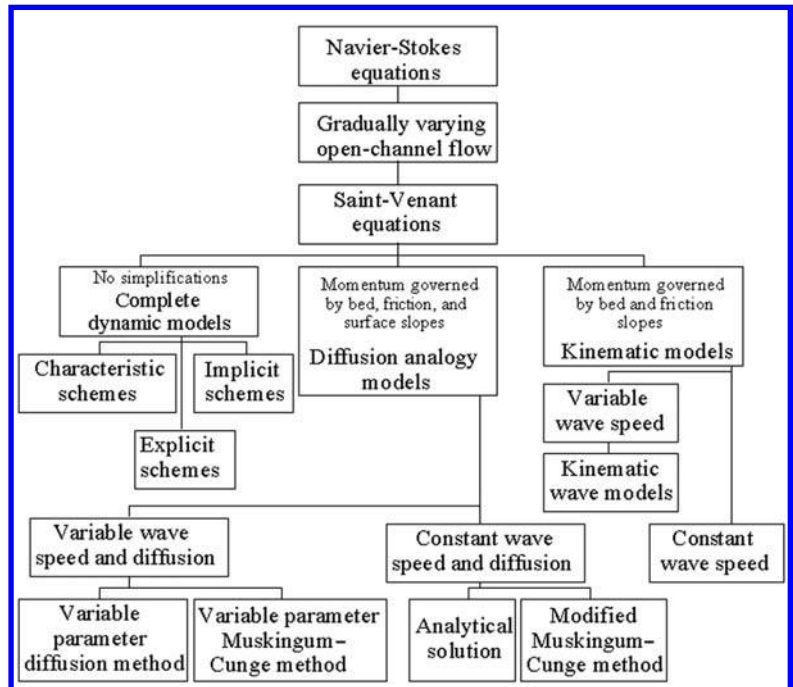 Navier-Stokes
equations
Gradually varying
open-channel flow
Saint-Venant
equations
No simplifications
Complete
dynamic models
Characteristic
schemes
Implicit
schemes
Explicit
schemes
Momentum governed
by bed, friction, and
surface slopes
Diffusion analogy
models
Momentum governed
by bed and friction
slopes
Kinematic models
Variable
wave speed
Kinematic
wave models
Variable wave
speed and diffusion
Constant wave
speed and diffusion
Constant
wave speed
Variable
parameter
diffusion method
Variable parameter
Muskingum–
Cunge method
Analytical
solution
Modified
Muskingum–
Cunge method